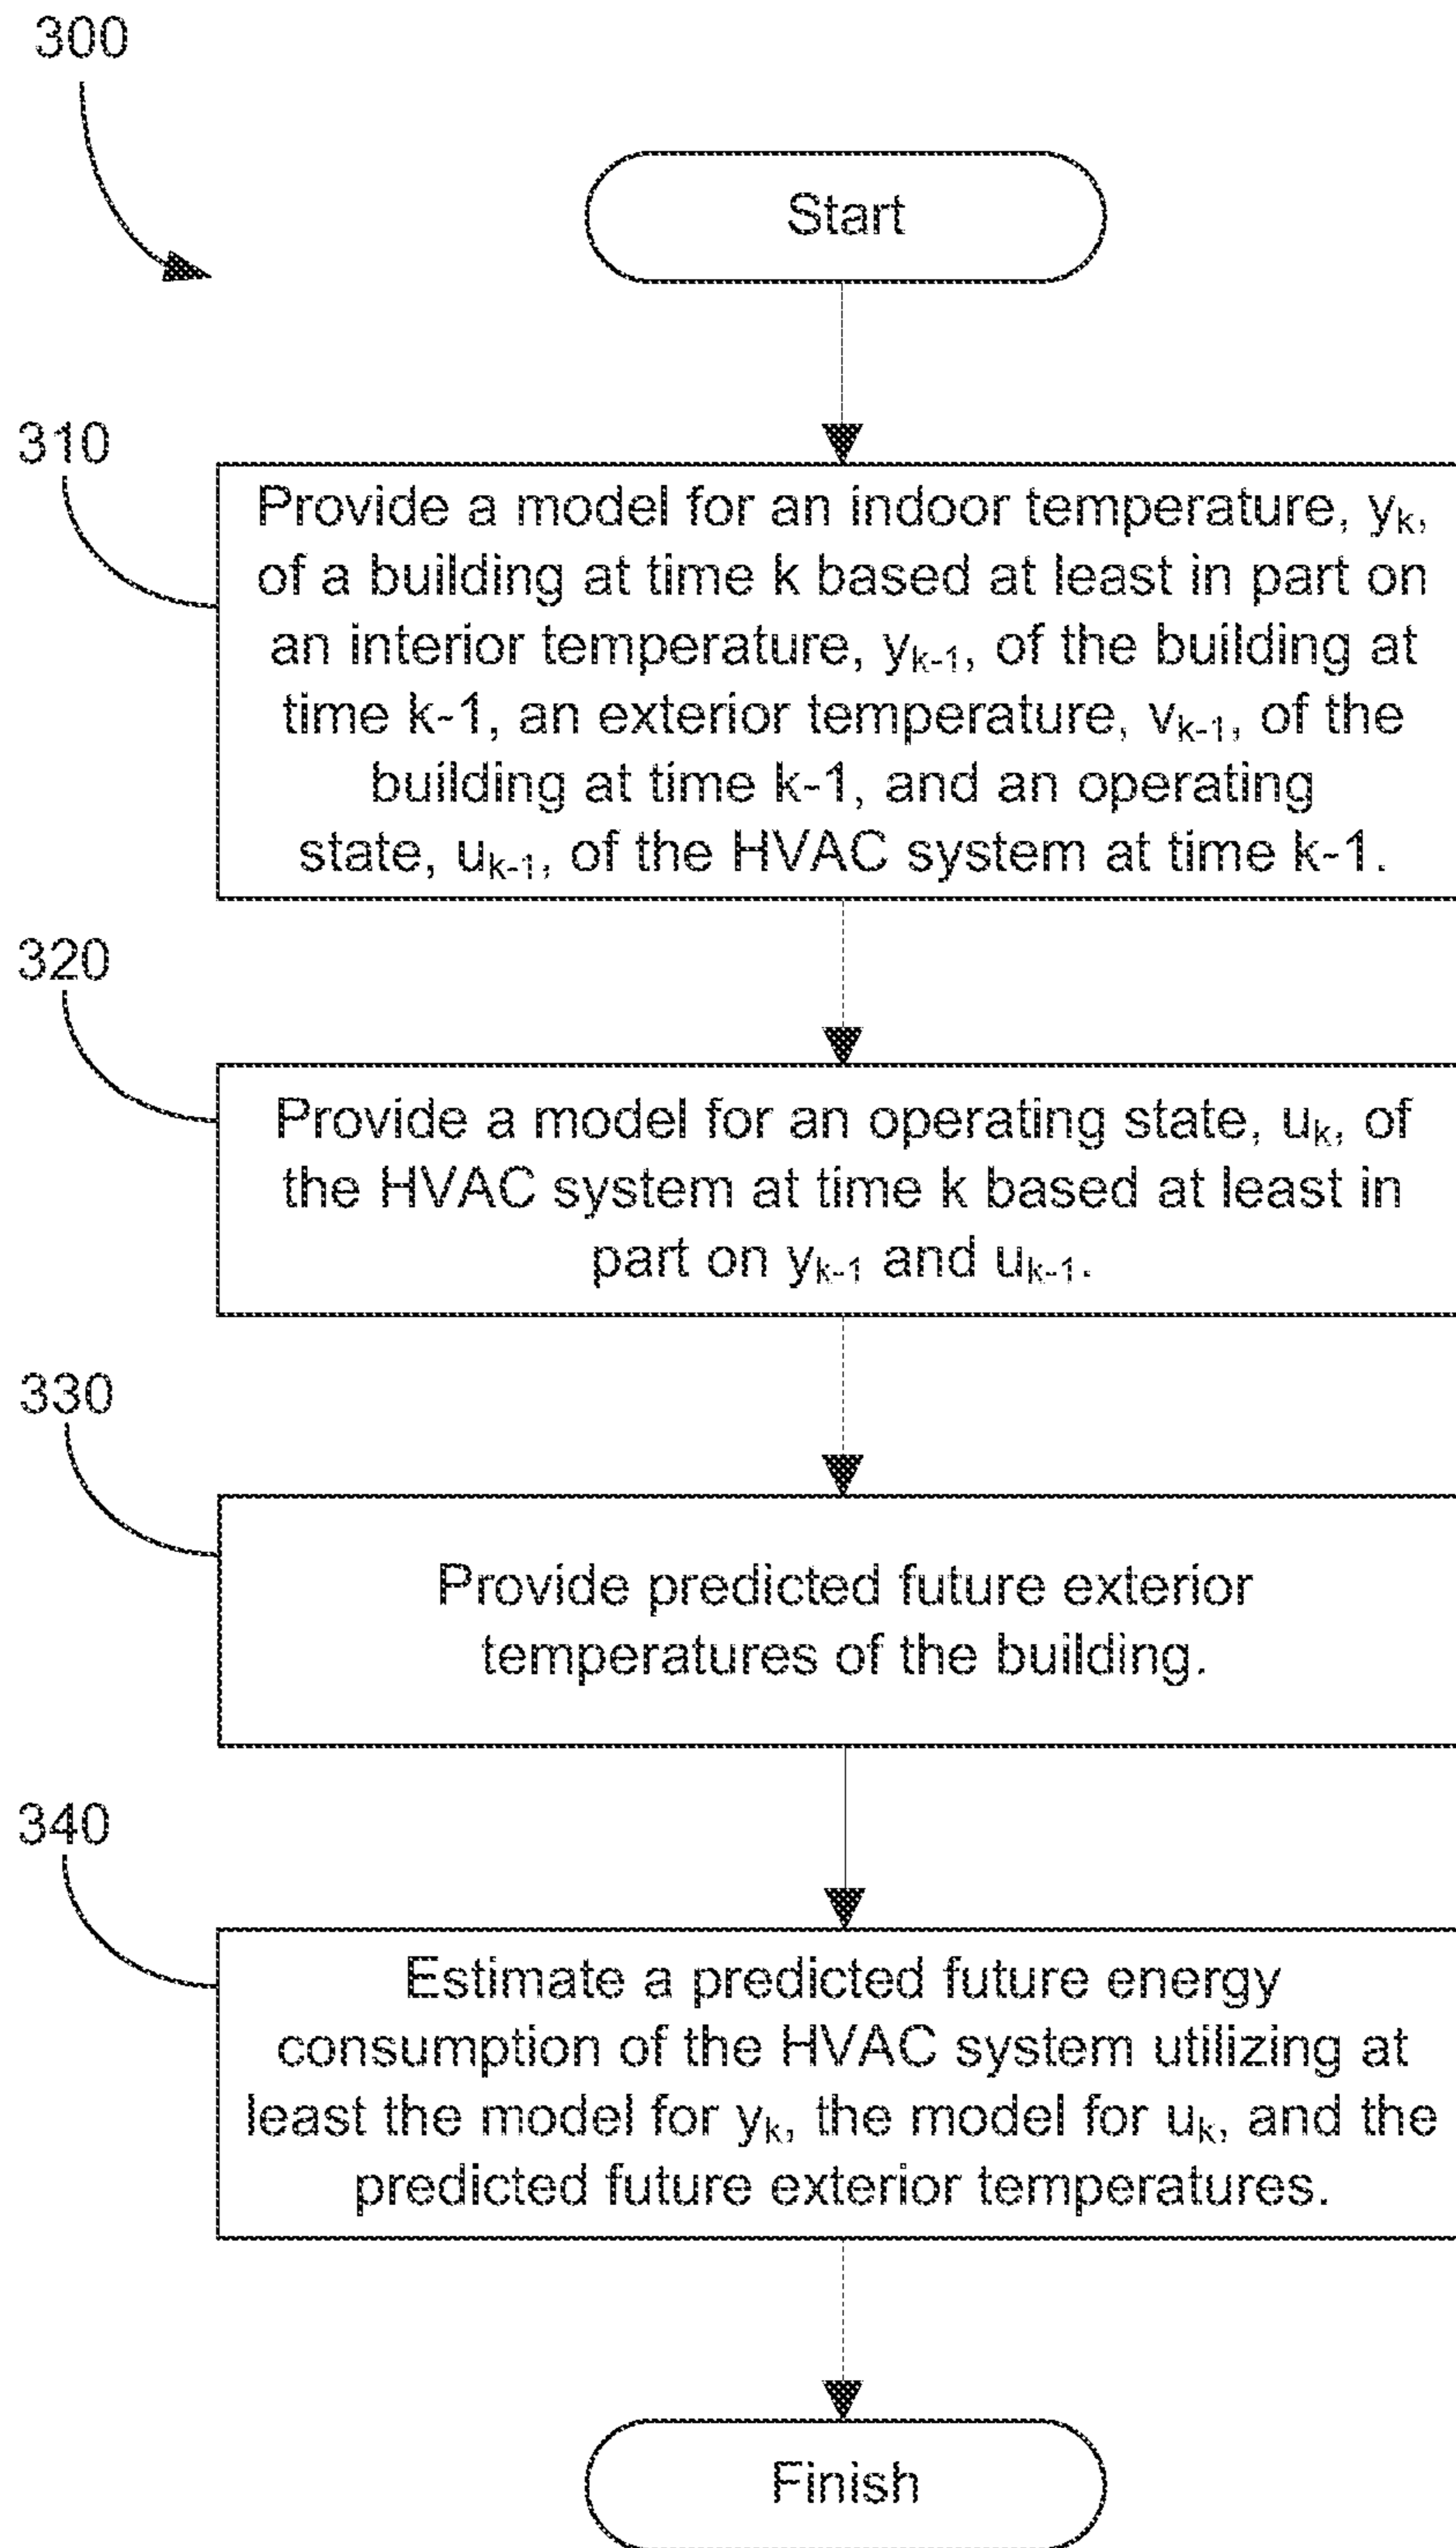 300
Start
310
Provide a model for an indoor temperature, yk,
of a building at time k based at least in part on
an interior temperature, yk-1, of the building at
time k-1, an exterior temperature, vk-1, of the
building at time k-1, and an operating
state, uk-1, of the HVAC system at time k-1.
320
Provide a model for an operating state, uk, of
the HVAC system at time k based at least in
part on yk-1 and uk-1.
330
Provide predicted future exterior
temperatures of the building.
340
Estimate a predicted future energy
consumption of the HVAC system utilizing at
least the model for yk, the model for uk, and the
predicted future exterior temperatures.
Finish